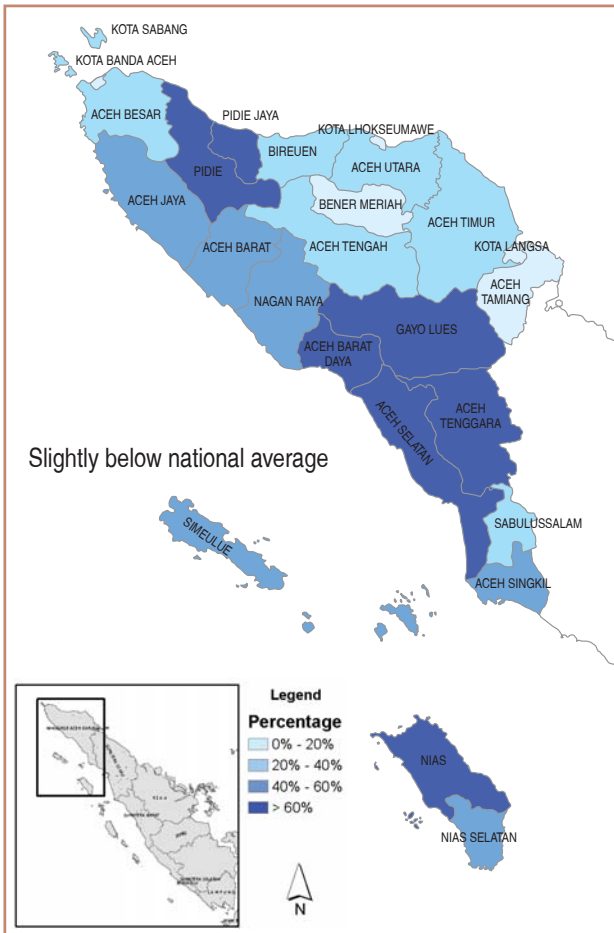 KOTA SABANG
KOTA BANDA ACEH
ACEH BESAR
PIDIE JAYA
KOTA LHOKSEUMAWE
BIREUEN
ACEH UTARA
PIDIE
BENER MERIAH
ACEH JAYA
ACEH TIMUR
ACEH BARAT
ACEH TENGAH
KOTA LANGSA
ACEH
TAMIANG
NAGAN RAYA
GAYO LUES
ACEH BARAT
DAYA
ACEH
TENGGARA
ACEH SELATAN
Slightly below national average
SIMEULUE
SABULUSSALAM
ACEH SINGKIL
Legend
Percentage
0% - 20%
20% - 40%
40% - 60%
> 60%
NIAS
NIAS SELATAN
N